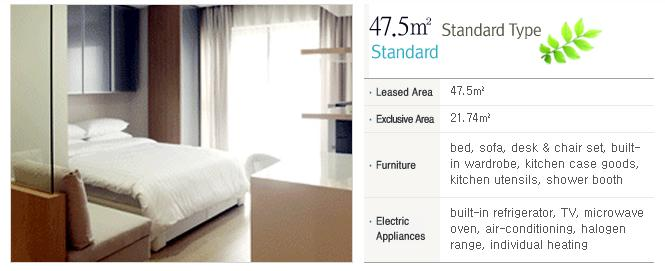 47.5㎡ Standard Type
Standard
· Leased Area 47.5㎡
· Exclusive Area 21.74㎡
· Furniture
bed, sofa, desk & chair set, built-
in wardrobe, kitchen case goods,
kitchen utensils, shower booth
· Electric
Appliances
built-in refrigerator, TV, microwave
oven, air-conditioning, halogen
range, individual heating